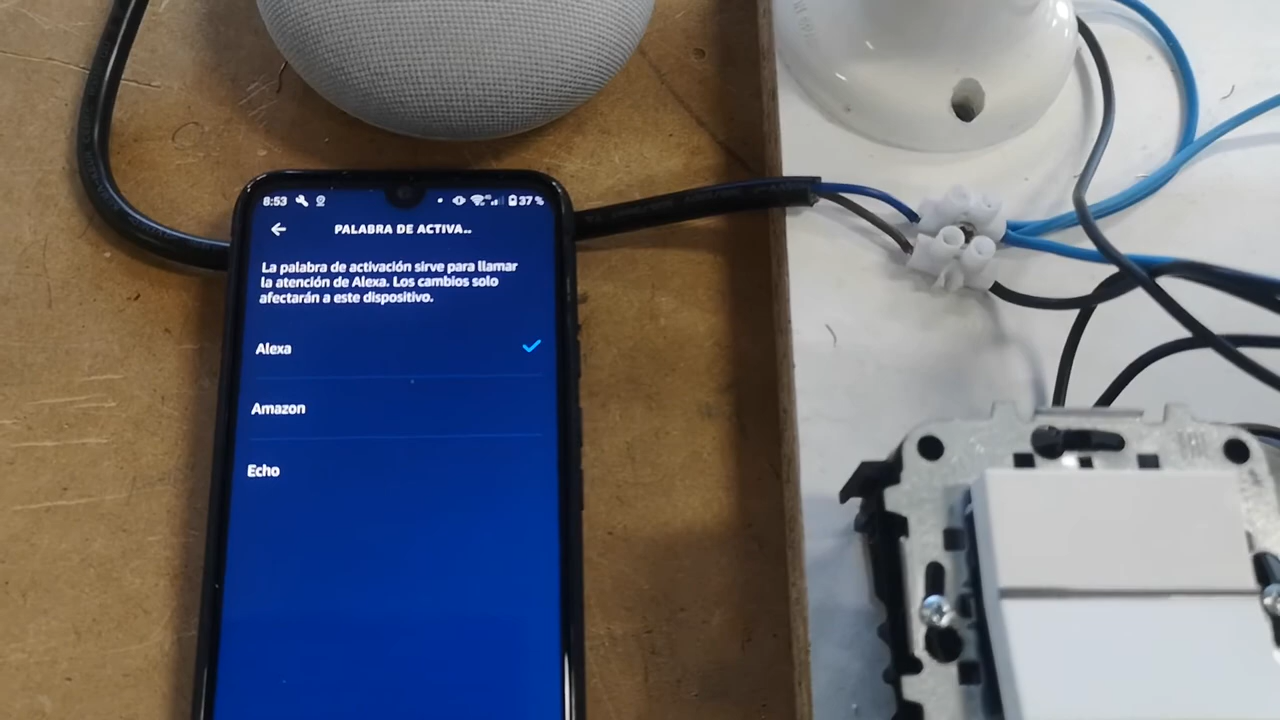 8:53
37%
PALABRA DE ACTIVA..
La palabra de activación sirve para llamar
la atención de Alexa. Los cambios solo
afectarán a este dispositivo.
Alexa
Amazon
Echo